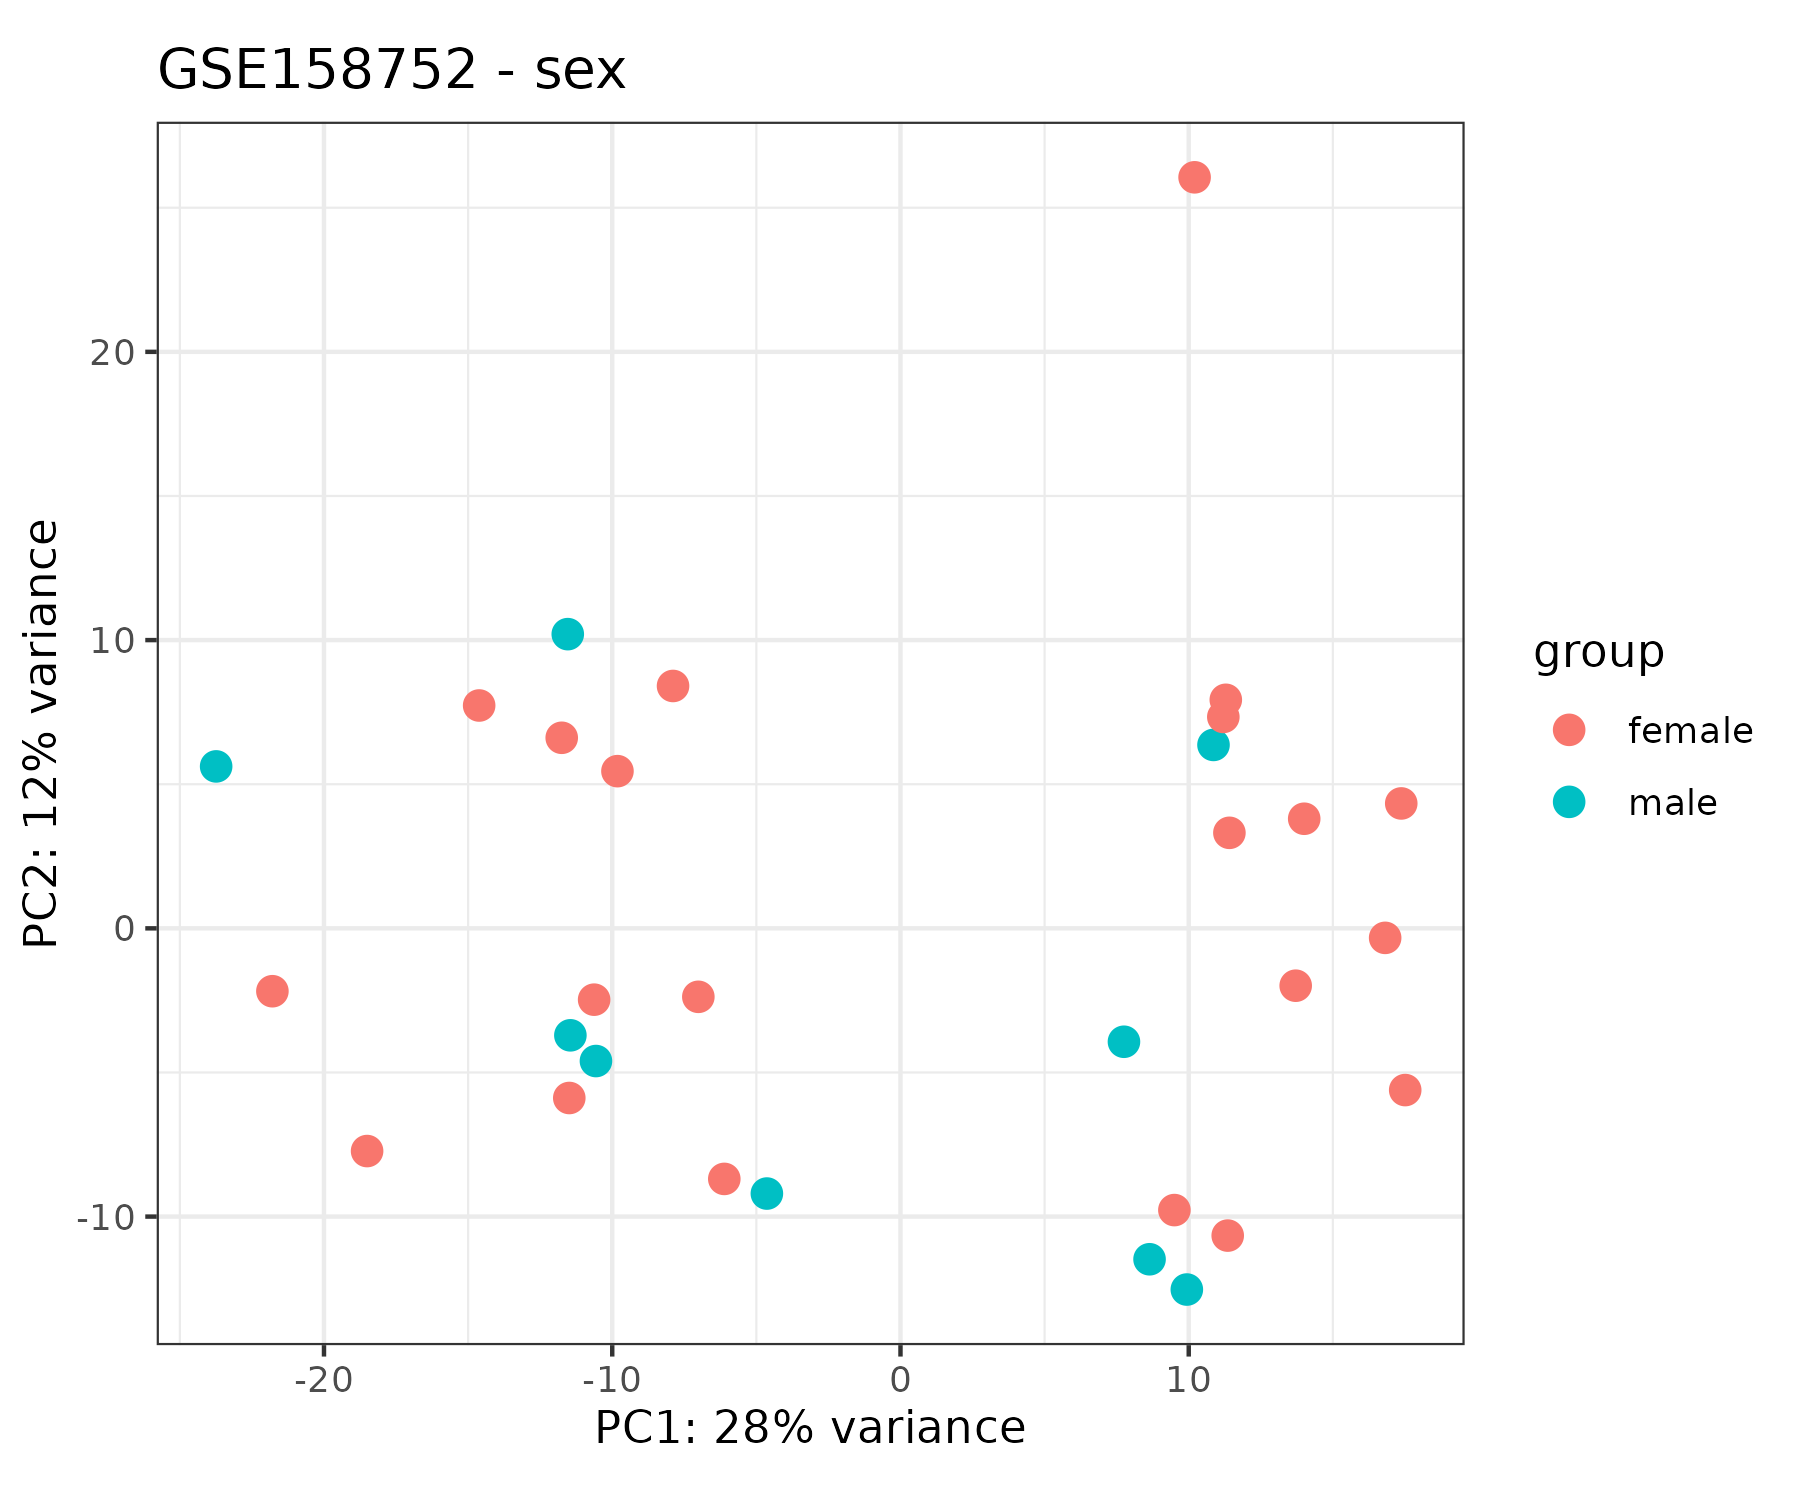 GSE158752 - sex
PC2: 12% variance
20
10
0
-10
-20
-10
0
10
PC1: 28% variance
group
female
male